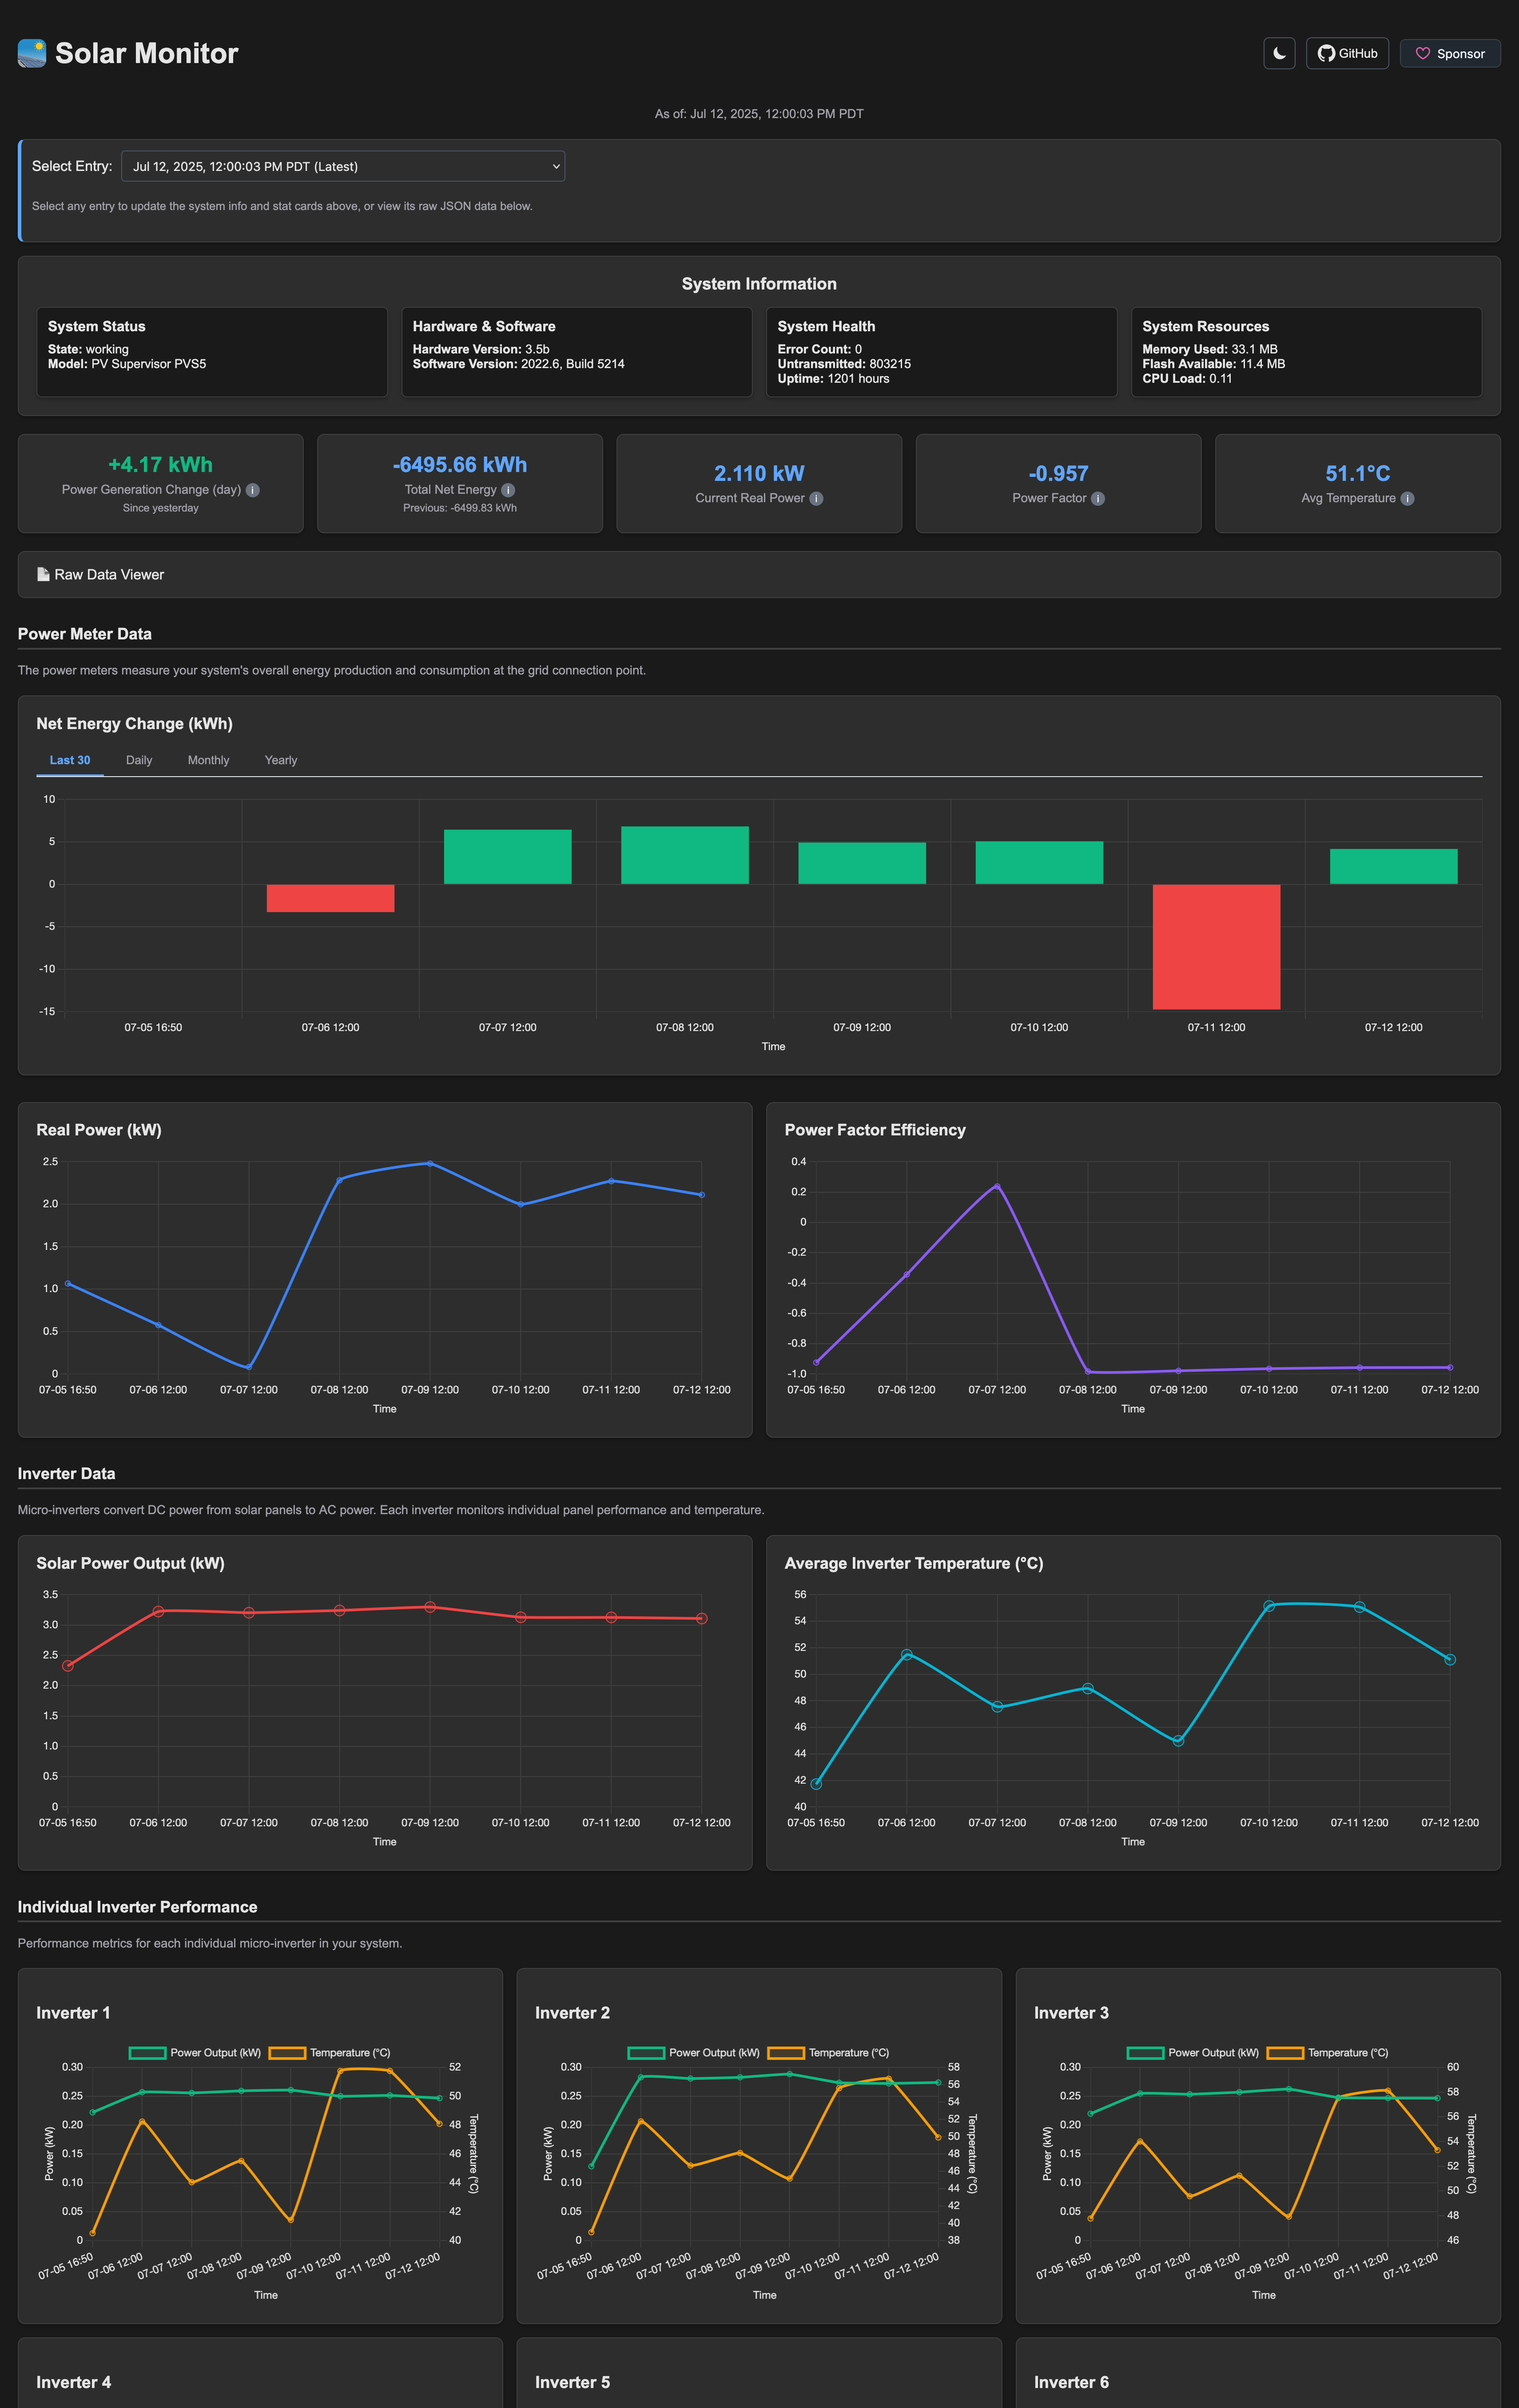 Solar Monitor
GitHub
Sponsor
As of: Jul 12, 2025, 12:00:03 PM PDT
Select Entry:
Jul 12, 2025, 12:00:03 PM PDT (Latest)
Select any entry to update the system info and stat cards above, or view its raw JSON data below.
System Information
System Status
State: working
Model: PV Supervisor PVS5
Hardware & Software
Hardware Version: 3.5b
Software Version: 2022.6, Build 5214
System Health
Error Count: 0
Untransmitted: 803215
Uptime: 1201 hours
System Resources
Memory Used: 33.1 MB
Flash Available: 11.4 MB
CPU Load: 0.11
+4.17 kWh
Power Generation Change (day) i
Since yesterday
-6495.66 kWh
Total Net Energy i
Previous: -6499.83 kWh
2.110 kW
Current Real Power i
-0.957
Power Factor i
51.1°C
Avg Temperature i
Raw Data Viewer
Power Meter Data
The power meters measure your system's overall energy production and consumption at the grid connection point.
Net Energy Change (kWh)
Last 30 Daily Monthly Yearly
10
5
0
-5
-10
-15
07-05 16:50 07-06 12:00 07-07 12:00 07-08 12:00 07-09 12:00 07-10 12:00 07-11 12:00 07-12 12:00
Time
Real Power (kW)
2.5
2.0
1.5
1.0
0.5
0
07-05 16:50 07-06 12:00 07-07 12:00 07-08 12:00 07-09 12:00 07-10 12:00 07-11 12:00 07-12 12:00
Time
Power Factor Efficiency
0.4
0.2
0
-0.2
-0.4
-0.6
-0.8
-1.0
07-05 16:50 07-06 12:00 07-07 12:00 07-08 12:00 07-09 12:00 07-10 12:00 07-11 12:00 07-12 12:00
Time
Inverter Data
Micro-inverters convert DC power from solar panels to AC power. Each inverter monitors individual panel performance and temperature.
Solar Power Output (kW)
3.5
3.0
2.5
2.0
1.5
1.0
0.5
0
07-05 16:50 07-06 12:00 07-07 12:00 07-08 12:00 07-09 12:00 07-10 12:00 07-11 12:00 07-12 12:00
Time
Average Inverter Temperature (°C)
56
54
52
50
48
46
44
42
40
07-05 16:50 07-06 12:00 07-07 12:00 07-08 12:00 07-09 12:00 07-10 12:00 07-11 12:00 07-12 12:00
Time
Individual Inverter Performance
Performance metrics for each individual micro-inverter in your system.
Inverter 1
Power Output (kW) Temperature (°C)
0.30
0.25
0.20
0.15
0.10
0.05
0
Power (kW)
52
50
48
46
44
42
40
Temperature (°C)
07-05 16:50 07-06 12:00 07-07 12:00 07-08 12:00 07-09 12:00 07-10 12:00 07-11 12:00 07-12 12:00
Time
Inverter 2
Power Output (kW) Temperature (°C)
0.30
0.25
0.20
0.15
0.10
0.05
0
Power (kW)
58
56
54
52
50
48
46
44
42
40
38
Temperature (°C)
07-05 16:50 07-06 12:00 07-07 12:00 07-08 12:00 07-09 12:00 07-10 12:00 07-11 12:00 07-12 12:00
Time
Inverter 3
Power Output (kW) Temperature (°C)
0.30
0.25
0.20
0.15
0.10
0.05
0
Power (kW)
60
58
56
54
52
50
48
46
Temperature (°C)
07-05 16:50 07-06 12:00 07-07 12:00 07-08 12:00 07-09 12:00 07-10 12:00 07-11 12:00 07-12 12:00
Time
Inverter 4
Inverter 5
Inverter 6